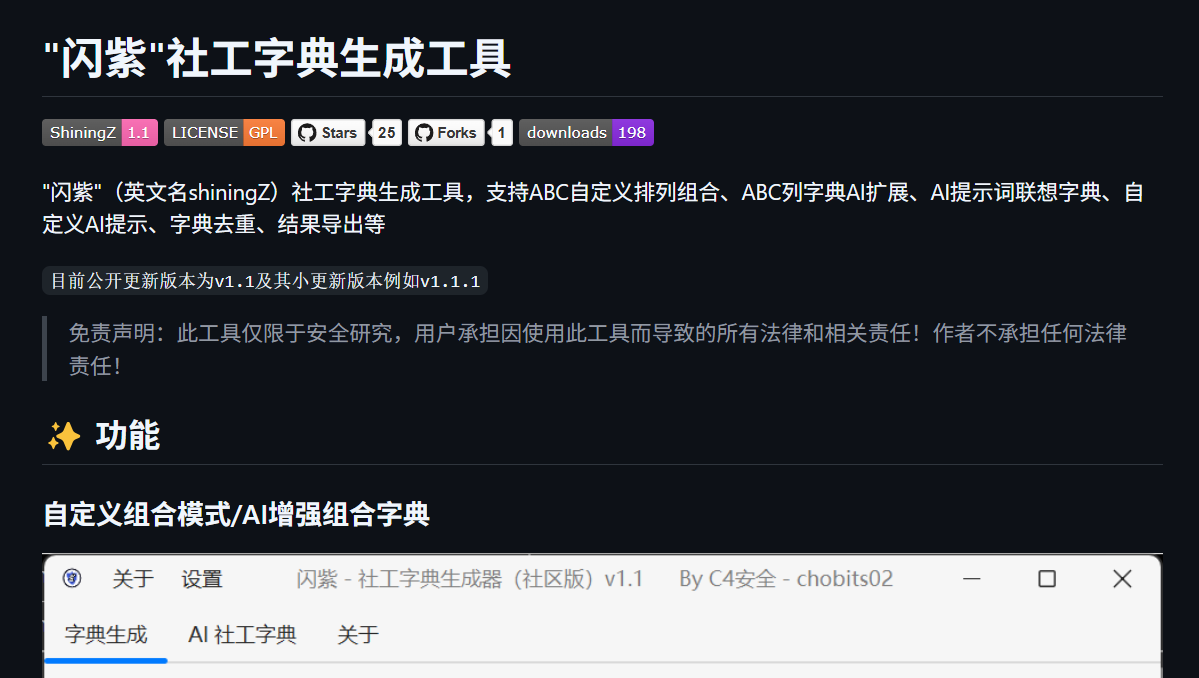 "闪紫"社工字典生成工具
ShiningZ 1.1 LICENSE GPL Stars 25 Forks 1 downloads 198
"闪紫"（英文名shiningZ）社工字典生成工具，支持ABC自定义排列组合、ABC列字典AI扩展、AI提示词联想字典、自
定义AI提示、字典去重、结果导出等
目前公开更新版本为v1.1及其小更新版本例如v1.1.1
免责声明：此工具仅限于安全研究，用户承担因使用此工具而导致的所有法律和相关责任！作者不承担任何法律
责任！
✨ 功能
自定义组合模式/AI增强组合字典
关于 设置 闪紫 - 社工字典生成器（社区版）v1.1 By C4安全 - chobits02
字典生成 AI 社工字典 关于